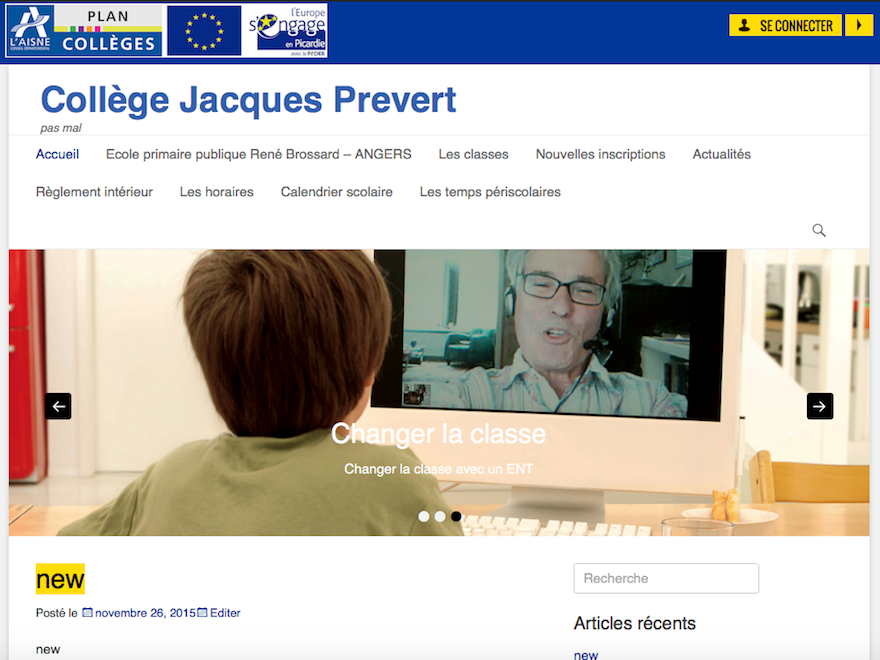 L'AISNE
CONSEIL DÉPARTEMENTAL
PLAN
COLLÈGES
l'Europe
s'engage
en Picardie
avec le FEDER
SE CONNECTER
Collège Jacques Prevert
pas mal
Accueil Ecole primaire publique René Brossard – ANGERS Les classes Nouvelles inscriptions Actualités
Règlement intérieur Les horaires Calendrier scolaire Les temps périscolaires
Changer la classe
Changer la classe avec un ENT
new
Posté le novembre 26, 2015 Editer
new
Recherche
Articles récents
new